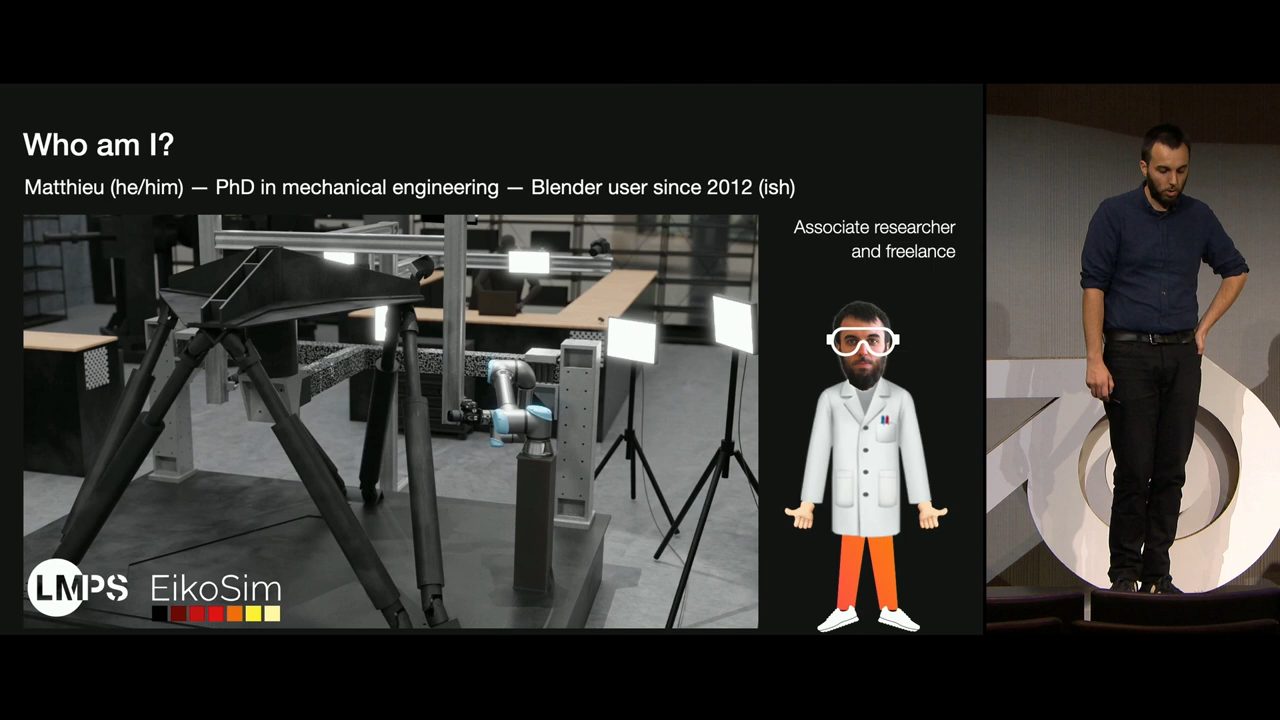 Who am I?
Matthieu (he/him) — PhD in mechanical engineering — Blender user since 2012 (ish)
Associate researcher
and freelance
LMPS
EikoSim